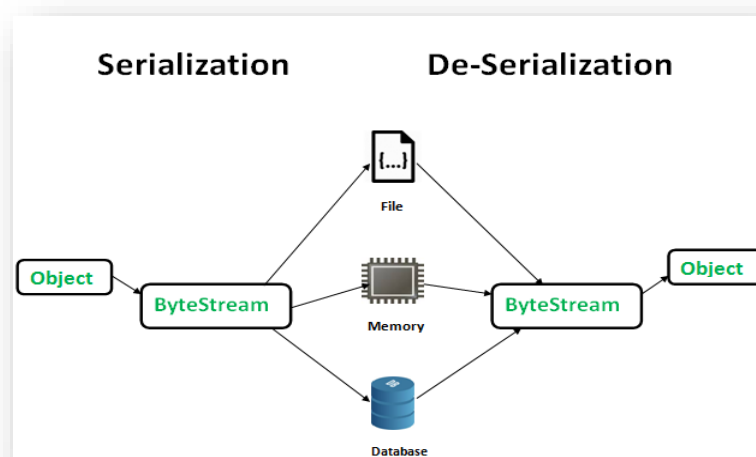 Serialization
De-Serialization
{...}
File
Object
ByteStream
Memory
ByteStream
Object
Database